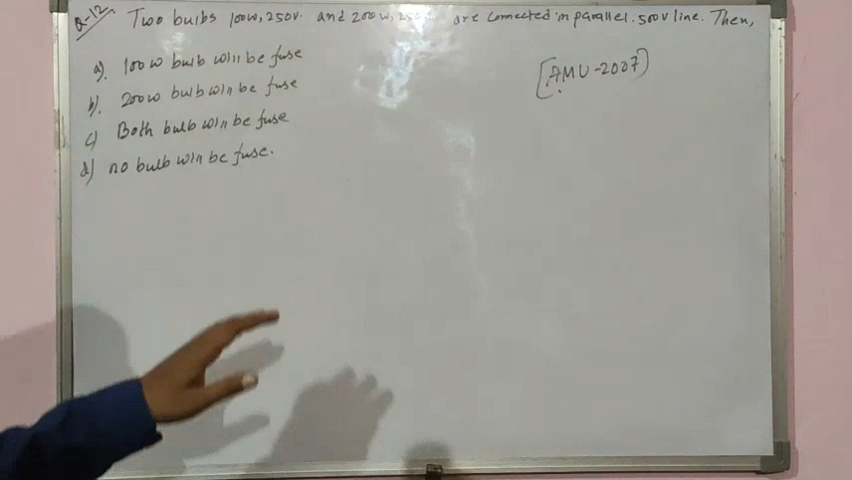 Q-12 Two bulbs 100W, 250V. and 200W, 250 are connected in parallel. 500V line. Then,
[AMU-2007]
a). 100W bulb will be fuse
b). 200W bulb will be fuse
c) Both bulb will be fuse
d) no bulb will be fuse.